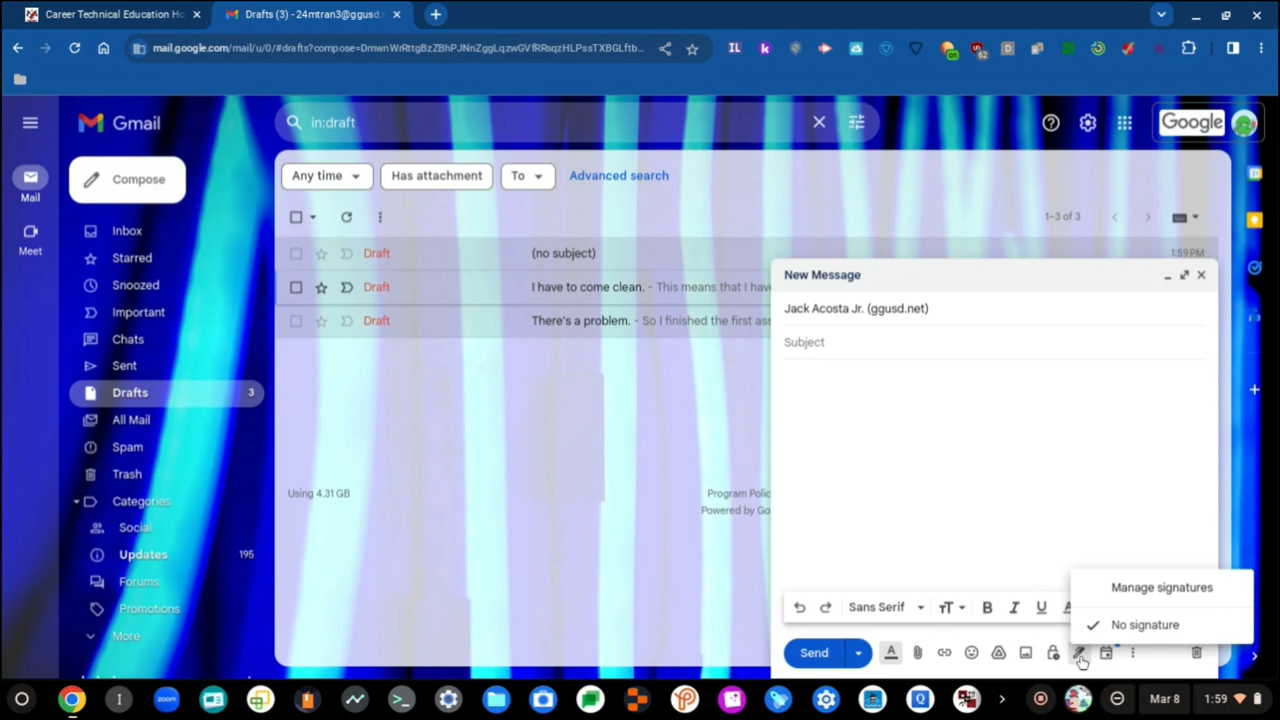 Career Technical Education Ho
Drafts (3) - 24mtran3@ggusd.r
mail.google.com/mail/u/0/#drafts?compose=DmwnWrRttgBzZBhPJNnZggLqzwGVfRRsqzHLPssTXBGLftb...
IL
k
on
62
D
Gmail
in:draft
Google
Compose
Any time
Has attachment
To
Advanced search
Mail
Meet
1–3 of 3
Inbox
Starred
Snoozed
Important
Chats
Sent
Drafts 3
All Mail
Spam
Trash
Categories
Social
Updates 195
Forums
Promotions
More
Draft (no subject) 1:59 PM
Draft I have to come clean. - This means that I hav
Draft There's a problem. - So I finished the first ass
Using 4.31 GB
Program Polic
Powered by Go
New Message
Jack Acosta Jr. (ggusd.net)
Subject
Manage signatures
No signature
Sans Serif
B I U A
Send
zoom
Mar 8
1:59